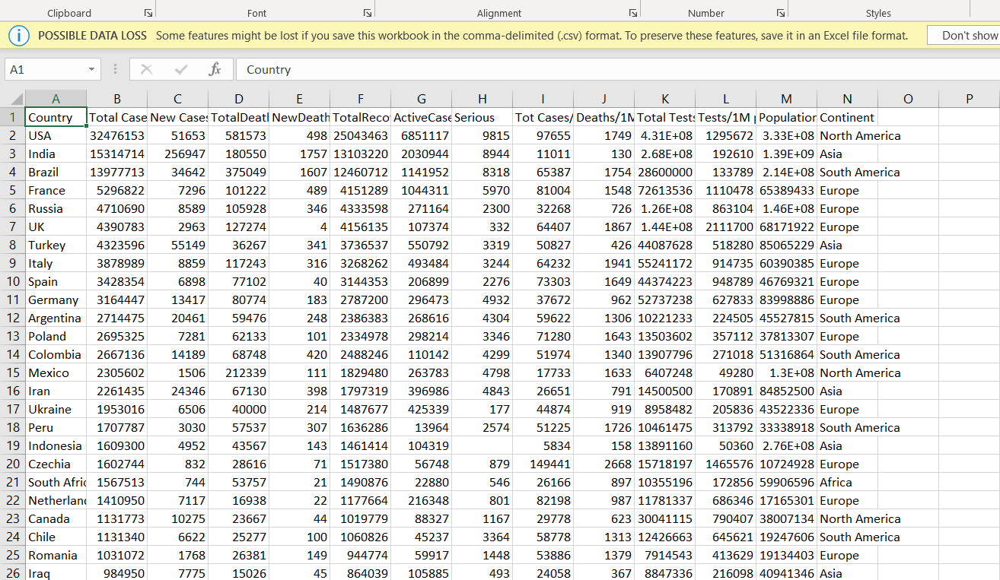 Clipboard Font Alignment Number Styles
POSSIBLE DATA LOSS Some features might be lost if you save this workbook in the comma-delimited (.csv) format. To preserve these features, save it in an Excel file format. Don't show
A1 fx Country
A B C D E F G H I J K L M N O P
1 Country Total Case New Cases TotalDeath NewDeath TotalReco ActiveCase Serious Tot Cases/ Deaths/1M Total Tests Tests/1M p Population Continent
2 USA 32476153 51653 581573 498 25043463 6851117 9815 97655 1749 4.31E+08 1295672 3.33E+08 North America
3 India 15314714 256947 180550 1757 13103220 2030944 8944 11011 130 2.68E+08 192610 1.39E+09 Asia
4 Brazil 13977713 34642 375049 1607 12460712 1141952 8318 65387 1754 28600000 133789 2.14E+08 South America
5 France 5296822 7296 101222 489 4151289 1044311 5970 81004 1548 72613536 1110478 65389433 Europe
6 Russia 4710690 8589 105928 346 4333598 271164 2300 32268 726 1.26E+08 863104 1.46E+08 Europe
7 UK 4390783 2963 127274 4 4156135 107374 332 64407 1867 1.44E+08 2111700 68171922 Europe
8 Turkey 4323596 55149 36267 341 3736537 550792 3319 50827 426 44087628 518280 85065229 Asia
9 Italy 3878989 8859 117243 316 3268262 493484 3244 64232 1941 55241172 914735 60390385 Europe
10 Spain 3428354 6898 77102 40 3144353 206899 2276 73303 1649 44374223 948789 46769321 Europe
11 Germany 3164447 13417 80774 183 2787200 296473 4932 37672 962 52737238 627833 83998886 Europe
12 Argentina 2714475 20461 59476 248 2386383 268616 4304 59622 1306 10221233 224505 45527815 South America
13 Poland 2695325 7281 62133 101 2334978 298214 3346 71280 1643 13503602 357112 37813307 Europe
14 Colombia 2667136 14189 68748 420 2488246 110142 4299 51974 1340 13907796 271018 51316864 South America
15 Mexico 2305602 1506 212339 111 1829480 263783 4798 17733 1633 6407248 49280 1.3E+08 North America
16 Iran 2261435 24346 67130 398 1797319 396986 4843 26651 791 14500500 170891 84852500 Asia
17 Ukraine 1953016 6506 40000 214 1487677 425339 177 44874 919 8958482 205836 43522336 Europe
18 Peru 1707787 3030 57537 307 1636286 13964 2574 51225 1726 10461475 313792 33338918 South America
19 Indonesia 1609300 4952 43567 143 1461414 104319 5834 158 13891160 50360 2.76E+08 Asia
20 Czechia 1602744 832 28616 71 1517380 56748 879 149441 2668 15718197 1465576 10724928 Europe
21 South Afric 1567513 744 53757 21 1490876 22880 546 26166 897 10355196 172856 59906596 Africa
22 Netherland 1410950 7117 16938 22 1177664 216348 801 82198 987 11781337 686346 17165301 Europe
23 Canada 1131773 10275 23667 44 1019779 88327 1167 29778 623 30041115 790407 38007134 North America
24 Chile 1131340 6622 25277 100 1060826 45237 3364 58778 1313 12426663 645621 19247606 South America
25 Romania 1031072 1768 26381 149 944774 59917 1448 53886 1379 7914543 413629 19134403 Europe
26 Iraq 984950 7775 15026 45 864039 105885 493 24058 367 8847336 216098 40941346 Asia